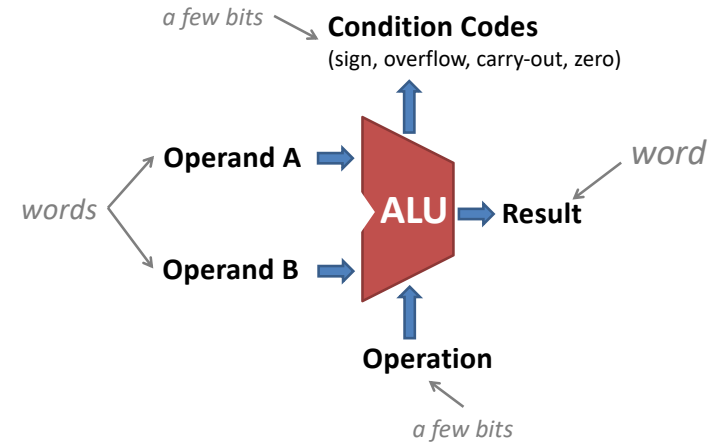 a few bits
Condition Codes
(sign, overflow, carry-out, zero)
Operand A
word
words
ALU
Result
Operand B
Operation
a few bits